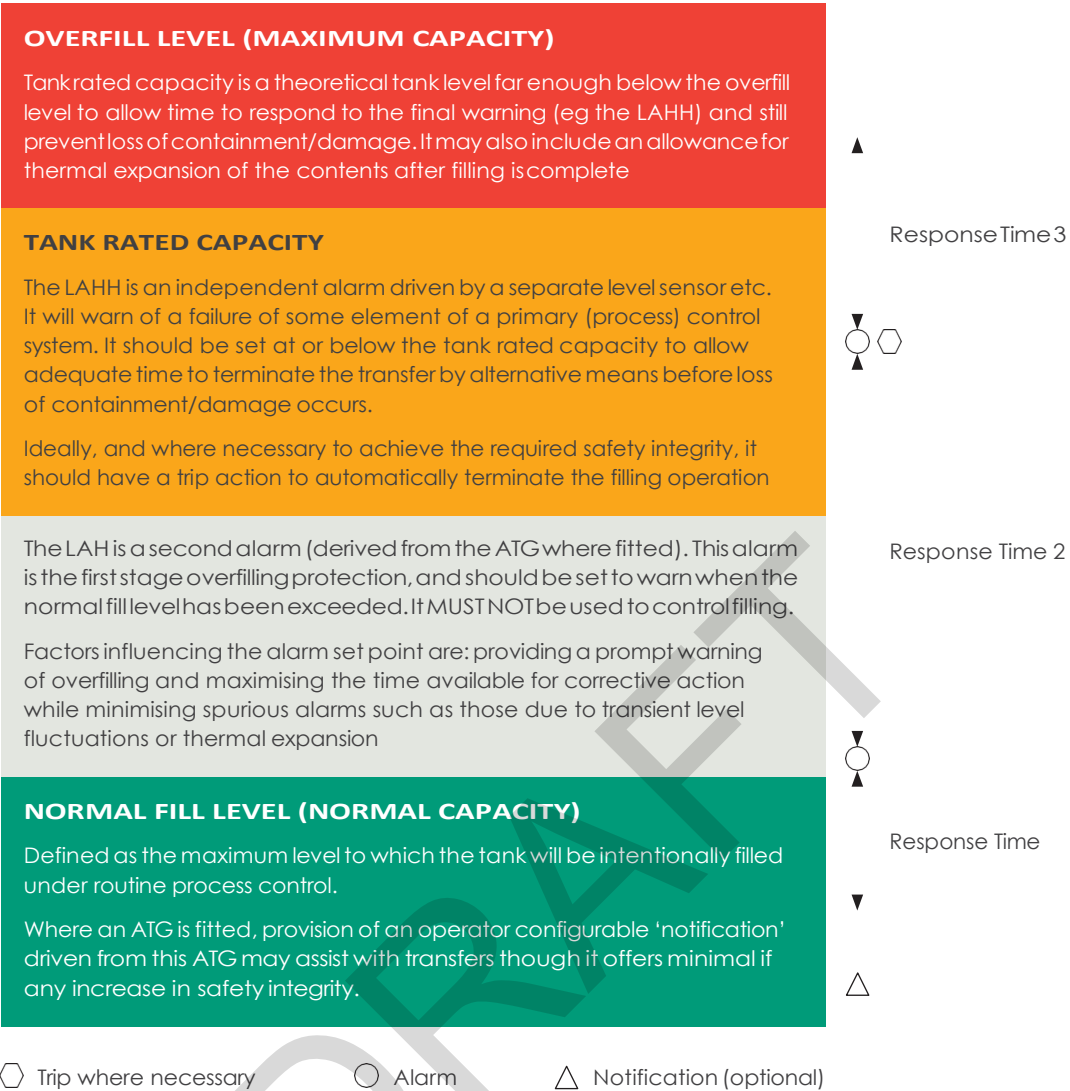 OVERFILL LEVEL (MAXIMUM CAPACITY)
Tank rated capacity is a theoretical tank level far enough below the overfill
level to allow time to respond to the final warning (eg the LAHH) and still
prevent loss of containment/damage. It may also include an allowance for
thermal expansion of the contents after filling is complete
TANK RATED CAPACITY
Response Time 3
The LAHH is an independent alarm driven by a separate level sensor etc.
It will warn of a failure of some element of a primary (process) control
system. It should be set at or below the tank rated capacity to allow
adequate time to terminate the transfer by alternative means before loss
of containment/damage occurs.
Ideally, and where necessary to achieve the required safety integrity, it
should have a trip action to automatically terminate the filling operation
The LAH is a second alarm (derived from the ATG where fitted). This alarm
is the first stage overfilling protection, and should be set to warn when the
normal fill level has been exceeded. It MUST NOT be used to control filling.
Response Time 2
Factors influencing the alarm set point are: providing a prompt warning
of overfilling and maximising the time available for corrective action
while minimising spurious alarms such as those due to transient level
fluctuations or thermal expansion
NORMAL FILL LEVEL (NORMAL CAPACITY)
Defined as the maximum level to which the tank will be intentionally filled
under routine process control.
Response Time
Where an ATG is fitted, provision of an operator configurable ‘notification’
driven from this ATG may assist with transfers though it offers minimal if
any increase in safety integrity.
Trip where necessary
Alarm
Notification (optional)
DRAFT